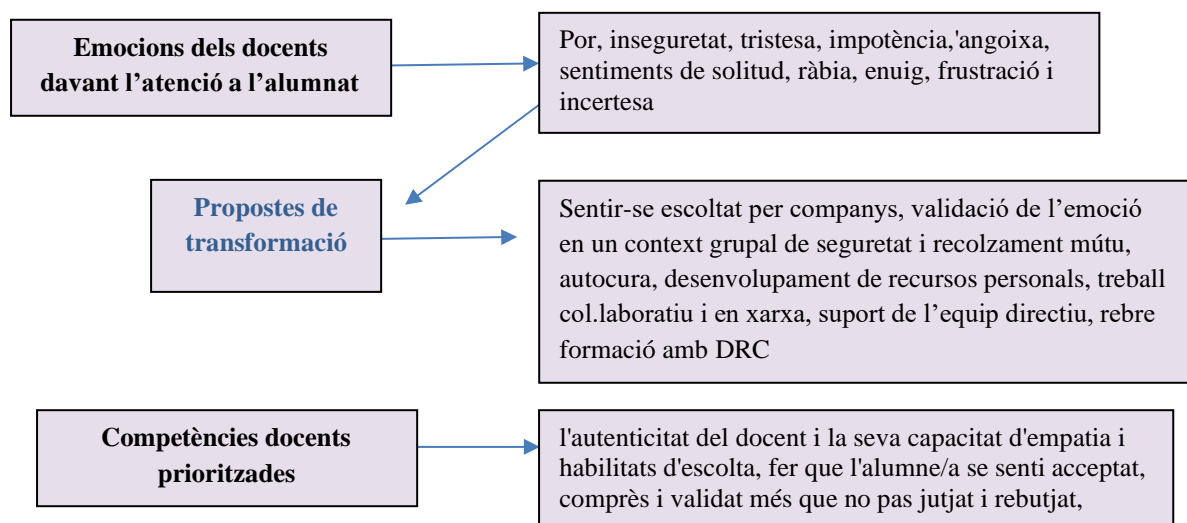 Emocions dels docents
davant l’atenció a l’alumnat
Por, inseguretat, tristesa, impotència,'angoixa,
sentiments de solitud, ràbia, enuig, frustració i
incertesa
Propostes de
transformació
Sentir-se escoltat per companys, validació de l’emoció
en un context grupal de seguretat i recolzament mútu,
autocura, desenvolupament de recursos personals, treball
col.laboratiu i en xarxa, suport de l’equip directiu, rebre
formació amb DRC
Competències docents
prioritzades
l'autenticitat del docent i la seva capacitat d'empatia i
habilitats d'escolta, fer que l'alumne/a se senti acceptat,
comprès i validat més que no pas jutjat i rebutjat,